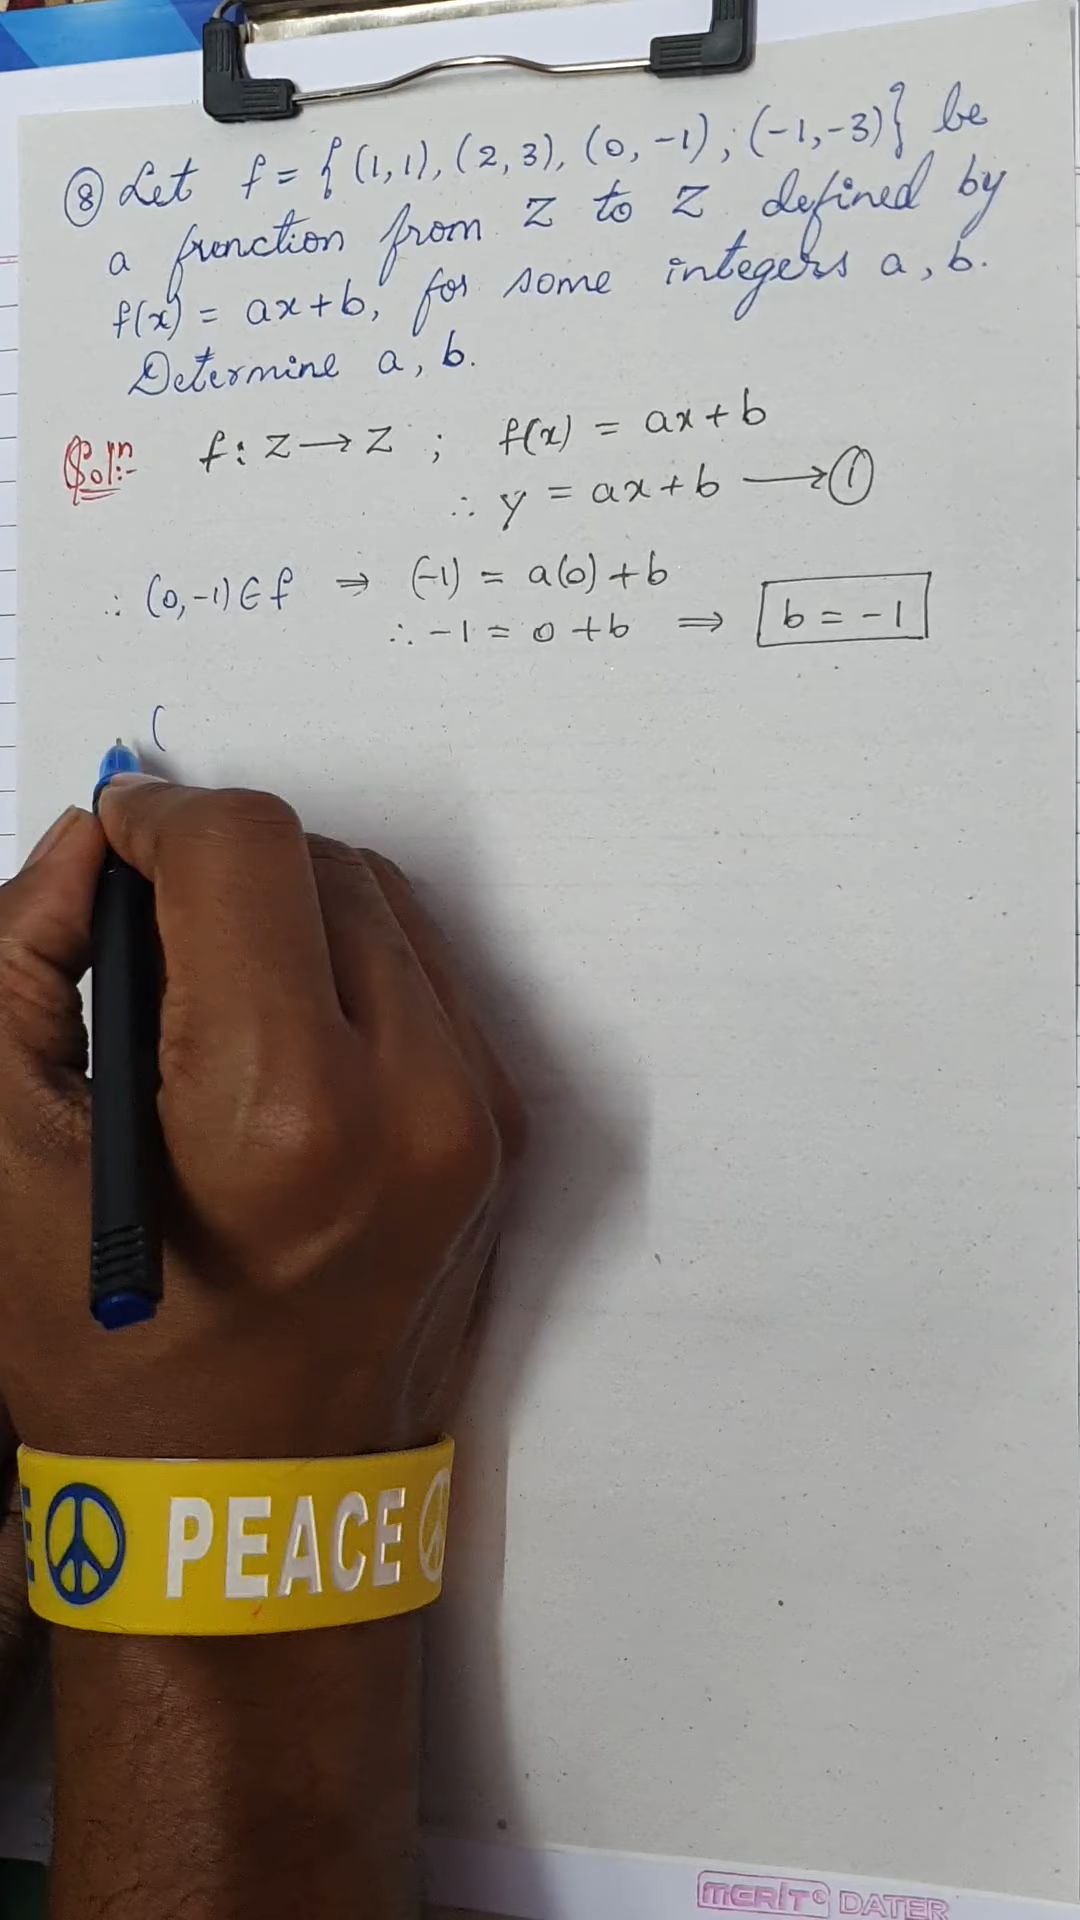 ⑧ Let f = { (1,1), (2,3), (0,-1), (-1,-3)} be
a function from Z to Z defined by
f(x) = ax+b, for some integers a, b.
Determine a, b.
Solⁿ:- f: Z → Z ; f(x) = ax+b
∴ y = ax+b → ①
∴ (0,-1) ∈ f ⇒ (-1) = a(0)+b
∴ -1 = 0+b ⇒ b = -1
(
PEACE
MERIT DATER